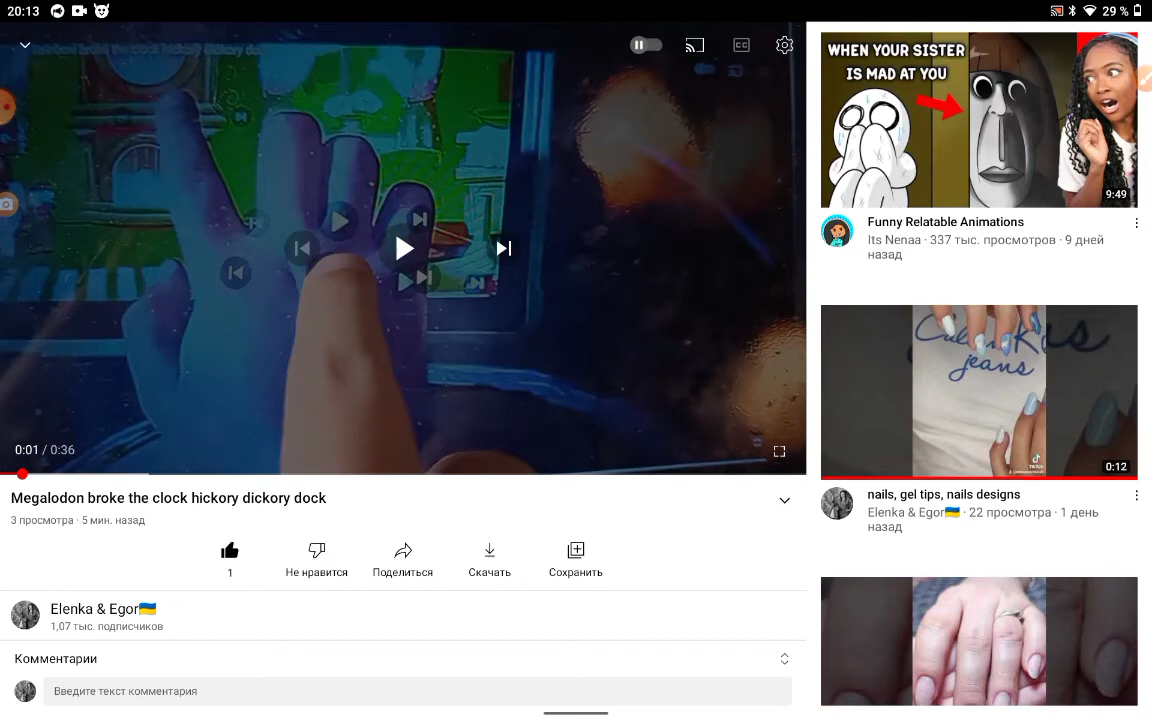 20:13
29 %
CC
0:01 / 0:36
Megalodon broke the clock hickory dickory dock
3 просмотра · 5 мин. назад
1
Не нравится
Поделиться
Скачать
Сохранить
Elenka & Egor🇺🇦
1,07 тыс. подписчиков
Комментарии
Введите текст комментария
WHEN YOUR SISTER
IS MAD AT YOU
9:49
Funny Relatable Animations
Its Nenaa · 337 тыс. просмотров · 9 дней
назад
jeans
TikTok
0:12
nails, gel tips, nails designs
Elenka & Egor🇺🇦 · 22 просмотра · 1 день
назад